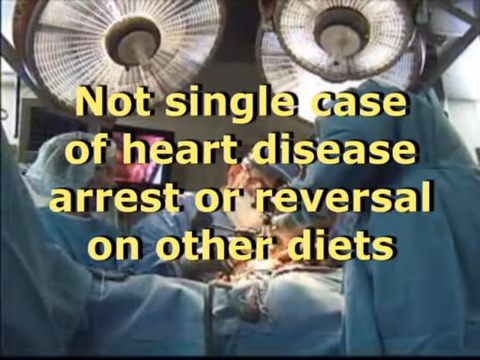 Not single case
of heart disease
arrest or reversal
on other diets